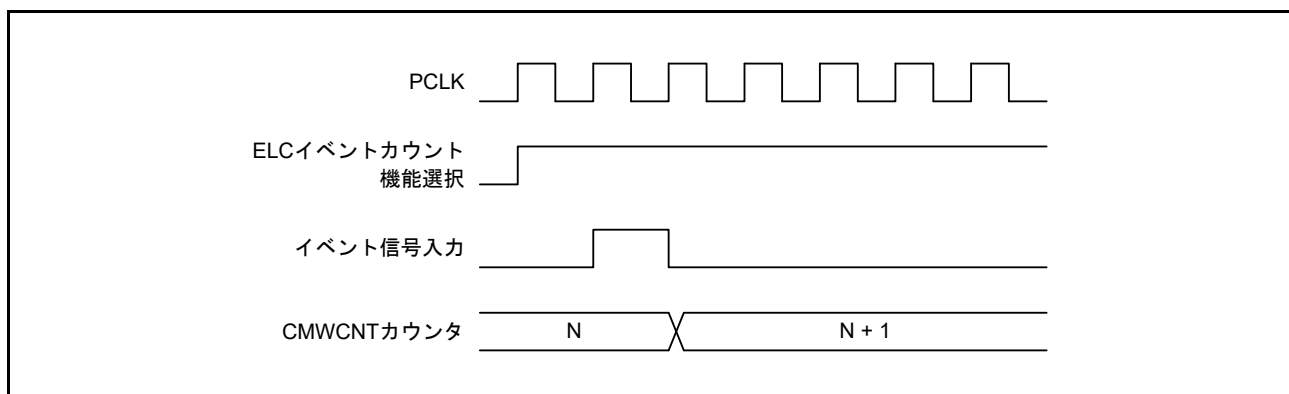 PCLK
ELCイベントカウント
機能選択
イベント信号入力
CMWCNTカウンタ
N
N + 1